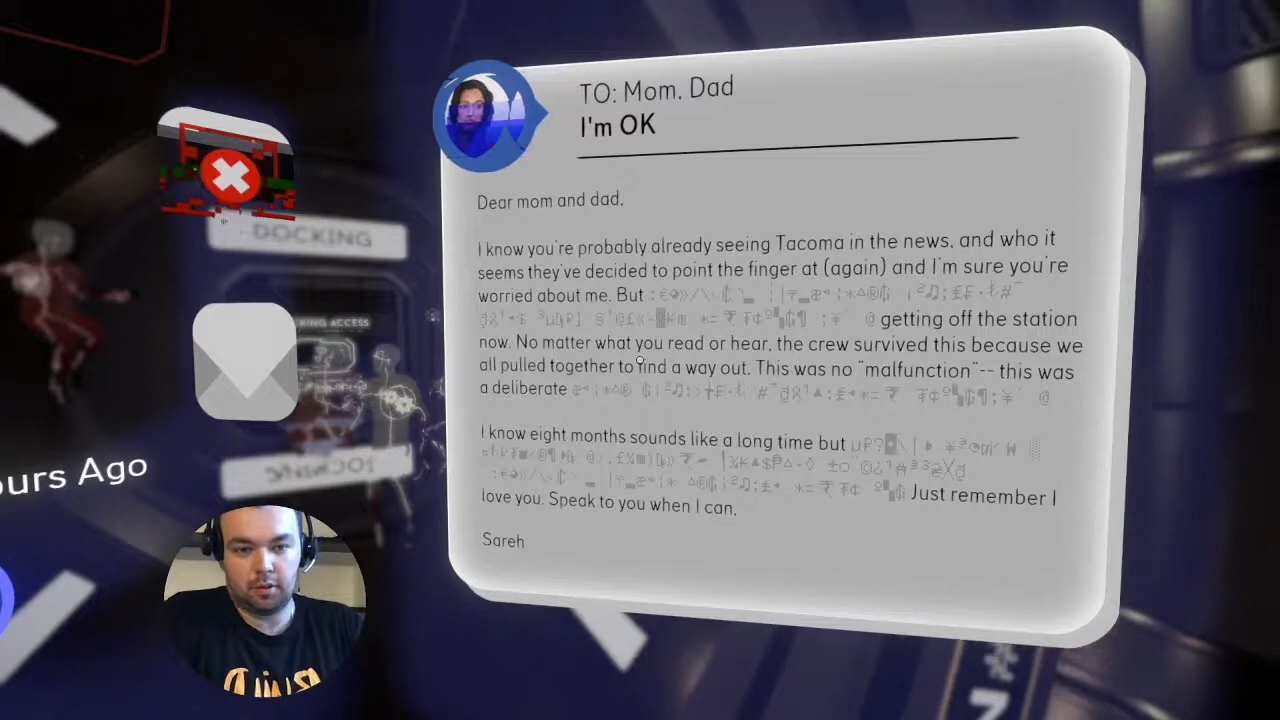 TO: Mom, Dad
I'm OK
Dear mom and dad,
I know you're probably already seeing Tacoma in the news, and who it
seems they've decided to point the finger at (again) and I'm sure you're
worried about me. But
getting off the station
now. No matter what you read or hear, the crew survived this because we
all pulled together to find a way out. This was no "malfunction"-- this was
a deliberate
I know eight months sounds like a long time but
Just remember I
love you. Speak to you when I can,
Sareh
DOCKING
KING ACCESS
DOCKING
ours Ago